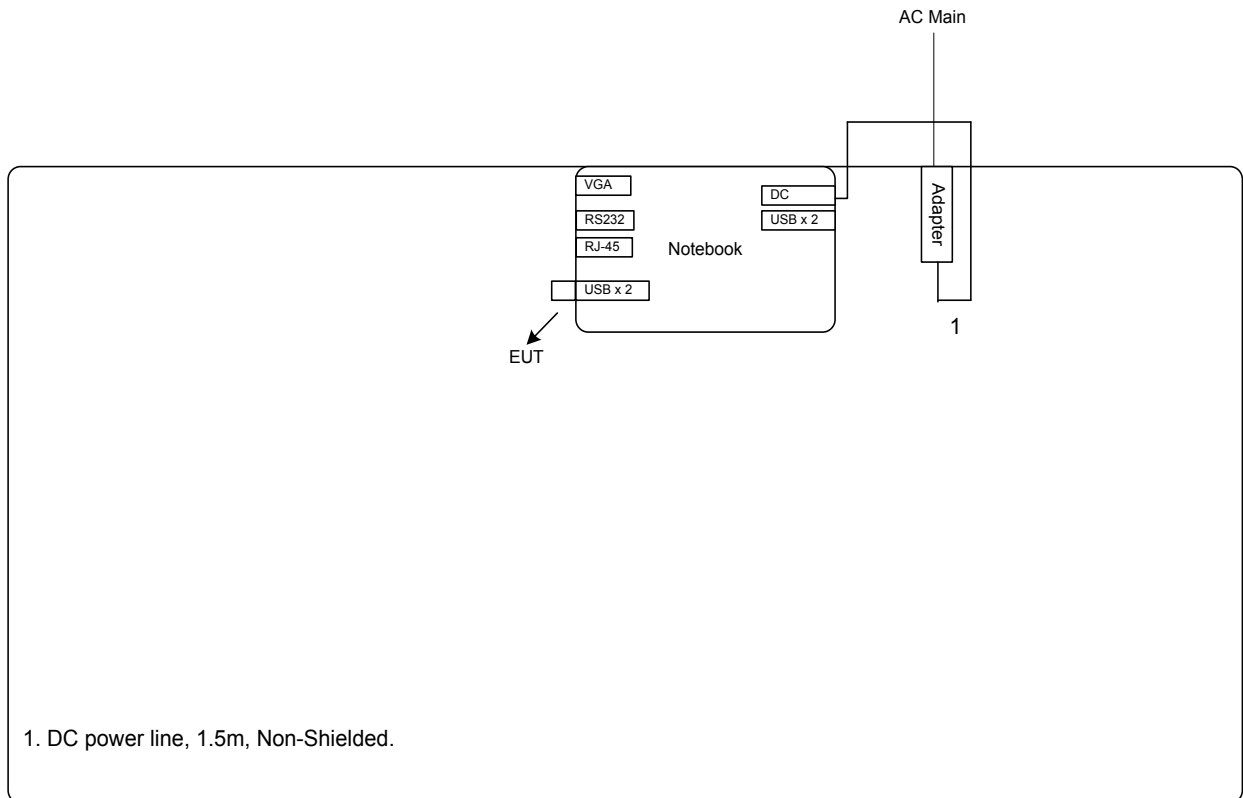 AC Main
VGA
DC
Adapter
RS232
USB x 2
RJ-45
Notebook
USB x 2
1
EUT
1. DC power line, 1.5m, Non-Shielded.